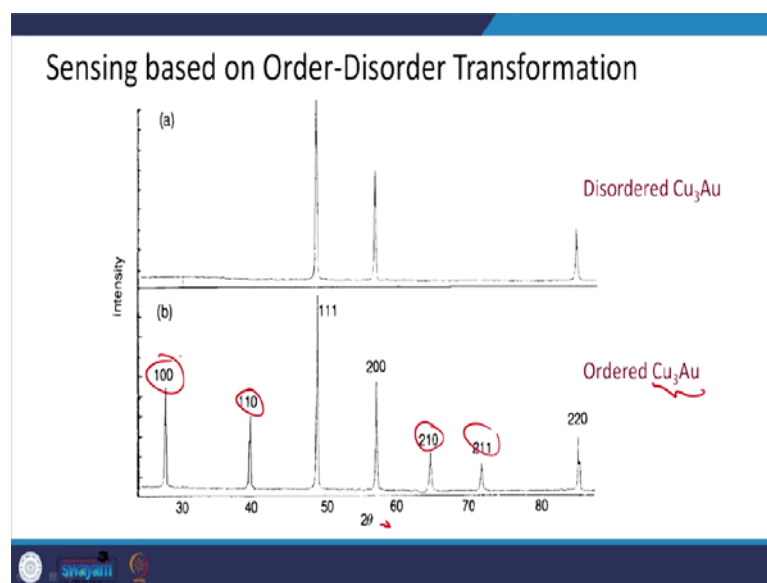 Sensing based on Order-Disorder Transformation
(a)
Disordered Cu₃Au
Intensity
(b)
111
100
200
Ordered Cu₃Au
110
210
211
220
30 40 50 60 70 80
2θ
swayam